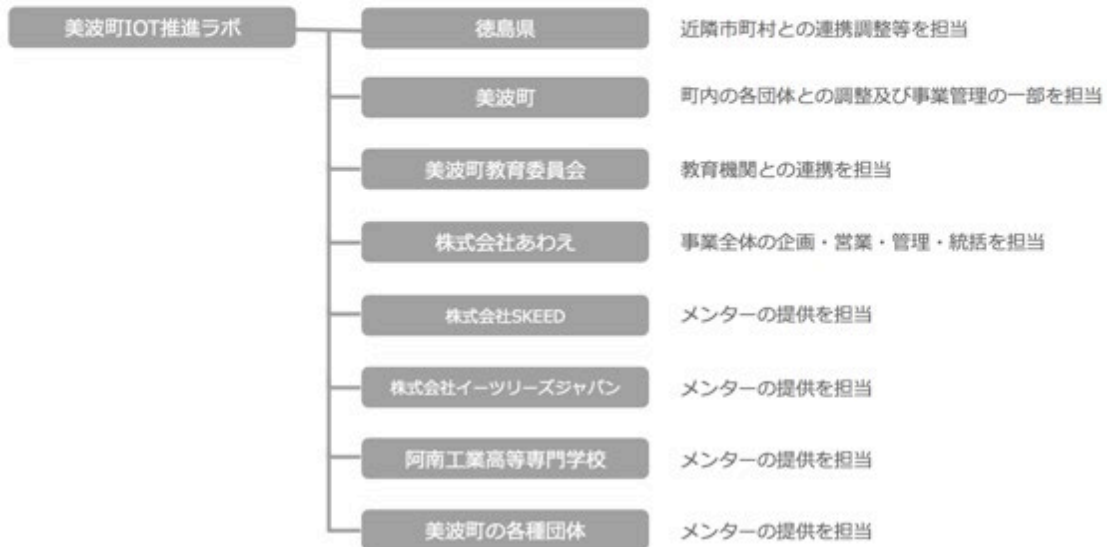 美波町IOT推進ラボ
徳島県
近隣市町村との連携調整等を担当
美波町
町内の各団体との調整及び事業管理の一部を担当
美波町教育委員会
教育機関との連携を担当
株式会社あわえ
事業全体の企画・営業・管理・統括を担当
株式会社SKEED
メンターの提供を担当
株式会社イーツリーズジャパン
メンターの提供を担当
阿南工業高等専門学校
メンターの提供を担当
美波町の各種団体
メンターの提供を担当